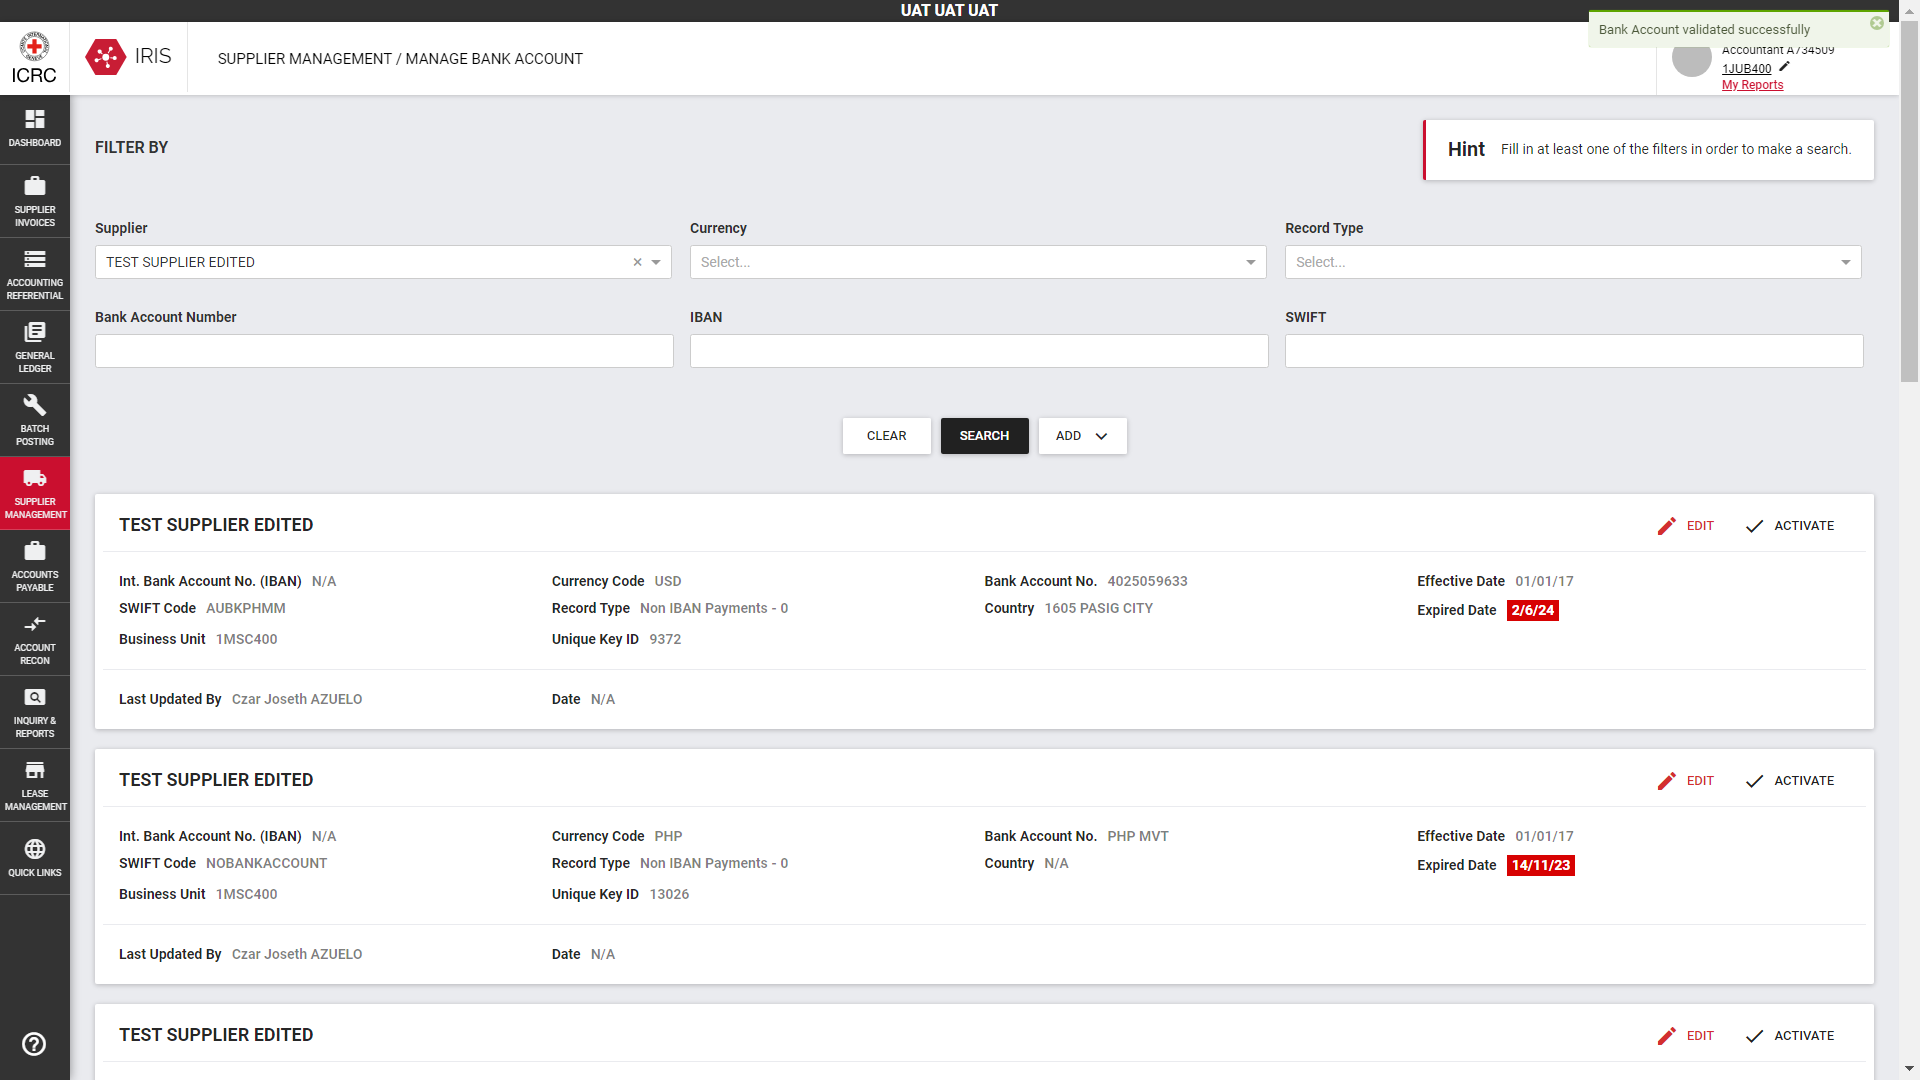 UAT UAT UAT
Bank Account validated successfully
ICRC
IRIS
SUPPLIER MANAGEMENT / MANAGE BANK ACCOUNT
Accountant A734509
1JUB400
My Reports
DASHBOARD
SUPPLIER
INVOICES
ACCOUNTING
REFERENTIAL
GENERAL
LEDGER
BATCH
POSTING
SUPPLIER
MANAGEMENT
ACCOUNTS
PAYABLE
ACCOUNT
RECON
INQUIRY &
REPORTS
LEASE
MANAGEMENT
QUICK LINKS
FILTER BY
Hint Fill in at least one of the filters in order to make a search.
Supplier Currency Record Type
TEST SUPPLIER EDITED Select... Select...
Bank Account Number IBAN SWIFT
CLEAR SEARCH ADD
TEST SUPPLIER EDITED EDIT ACTIVATE
Int. Bank Account No. (IBAN) N/A Currency Code USD Bank Account No. 4025059633 Effective Date 01/01/17
SWIFT Code AUBKPHMM Record Type Non IBAN Payments - 0 Country 1605 PASIG CITY Expired Date 2/6/24
Business Unit 1MSC400 Unique Key ID 9372
Last Updated By Czar Joseth AZUELO Date N/A
TEST SUPPLIER EDITED EDIT ACTIVATE
Int. Bank Account No. (IBAN) N/A Currency Code PHP Bank Account No. PHP MVT Effective Date 01/01/17
SWIFT Code NOBANKACCOUNT Record Type Non IBAN Payments - 0 Country N/A Expired Date 14/11/23
Business Unit 1MSC400 Unique Key ID 13026
Last Updated By Czar Joseth AZUELO Date N/A
TEST SUPPLIER EDITED EDIT ACTIVATE